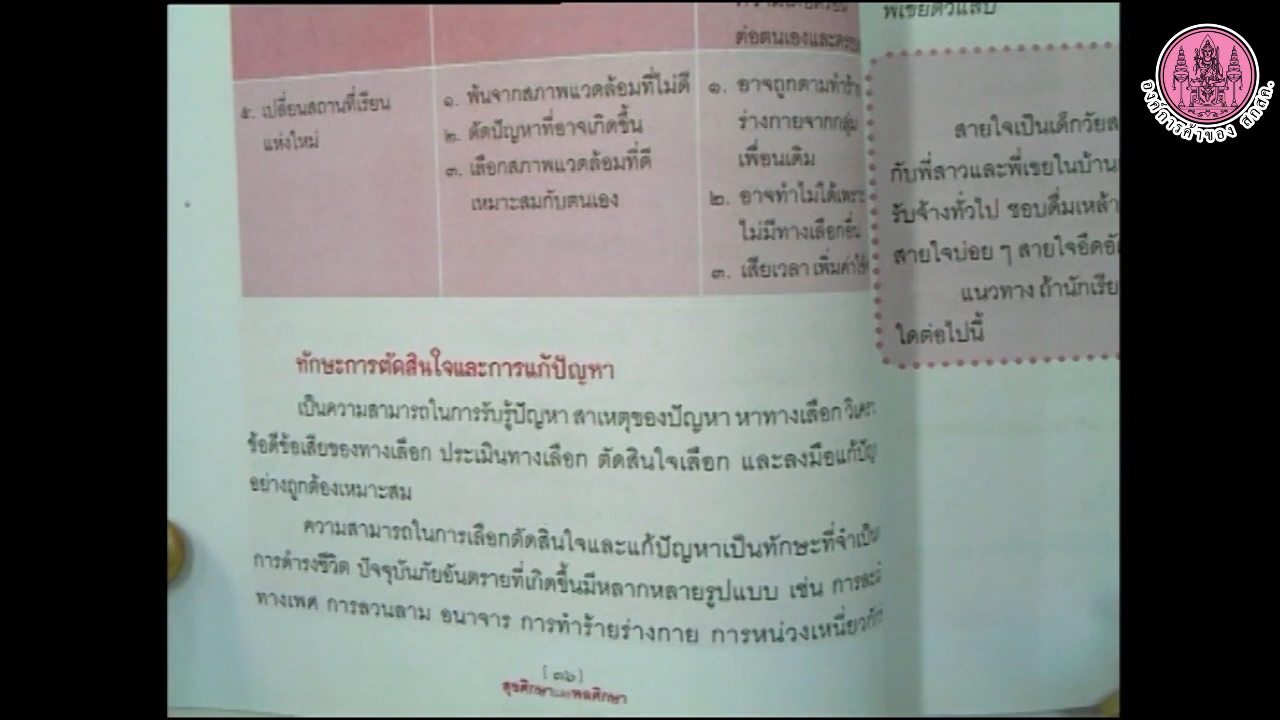 ต่อตนเองและครอบ
๕. เปลี่ยนสถานที่เรียน
แห่งใหม่
๑. พ้นจากสภาพแวดล้อมที่ไม่ดี
๒. ตัดปัญหาที่อาจเกิดขึ้น
๓. เลือกสภาพแวดล้อมที่ดี
เหมาะสมกับตนเอง
๑. อาจถูกตามทำร้าย
ร่างกายจากกลุ่ม
เพื่อนเดิม
๒. อาจทำไม่ได้เพราะ
ไม่มีทางเลือกอื่น
๓. เสียเวลา เพิ่มค่าใช้
ทักษะการตัดสินใจและการแก้ปัญหา
เป็นความสามารถในการรับรู้ปัญหา สาเหตุของปัญหา หาทางเลือก วิเครา
ข้อดีข้อเสียของทางเลือก ประเมินทางเลือก ตัดสินใจเลือก และลงมือแก้ปัญ
อย่างถูกต้องเหมาะสม
ความสามารถในการเลือกตัดสินใจและแก้ปัญหาเป็นทักษะที่จำเป็น
การดำรงชีวิต ปัจจุบันภัยอันตรายที่เกิดขึ้นมีหลากหลายรูปแบบ เช่น การละเ
ทางเพศ การลวนลาม อนาจาร การทำร้ายร่างกาย การหน่วงเหนี่ยวกัก
[ ๓๖ ]
สุขศึกษาและพลศึกษา
พี่เขยตัวแสบ
สายใจเป็นเด็กวัย
กับพี่สาวและพี่เขยในบ้าน
รับจ้างทั่วไป ชอบดื่มเหล้า
สายใจบ่อย ๆ สายใจอึดอั
แนวทาง ถ้านักเรีย
ใดต่อไปนี้
องค์การค้าของ สกสค.